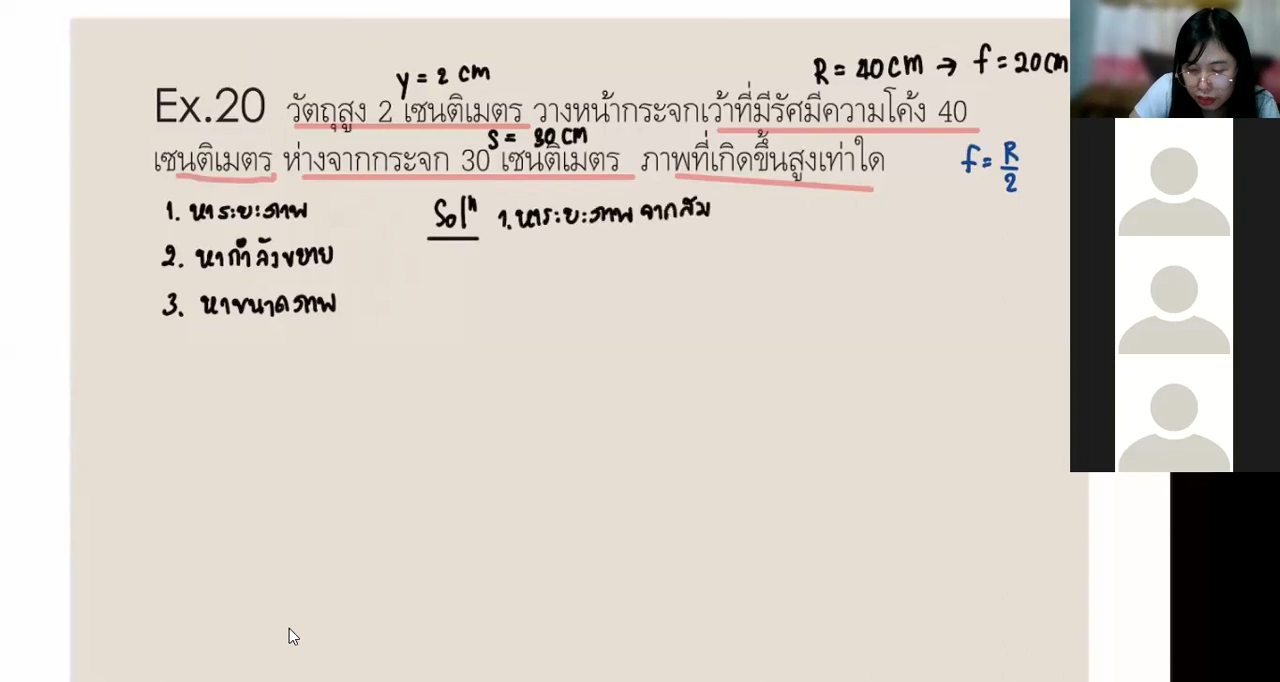 y = 2 cm
R = 40 cm → f = 20 cm
Ex.20 วัตถุสูง 2 เซนติเมตร วางหน้ากระจกเว้าที่มีรัศมีความโค้ง 40
s = 30 cm
เซนติเมตร ห่างจากกระจก 30 เซนติเมตร ภาพที่เกิดขึ้นสูงเท่าใด
f = R/2
1. หาระยะภาพ
Solⁿ 1. หาระยะภาพ จากสม
2. หากำลังขยาย
3. หาขนาดภาพ